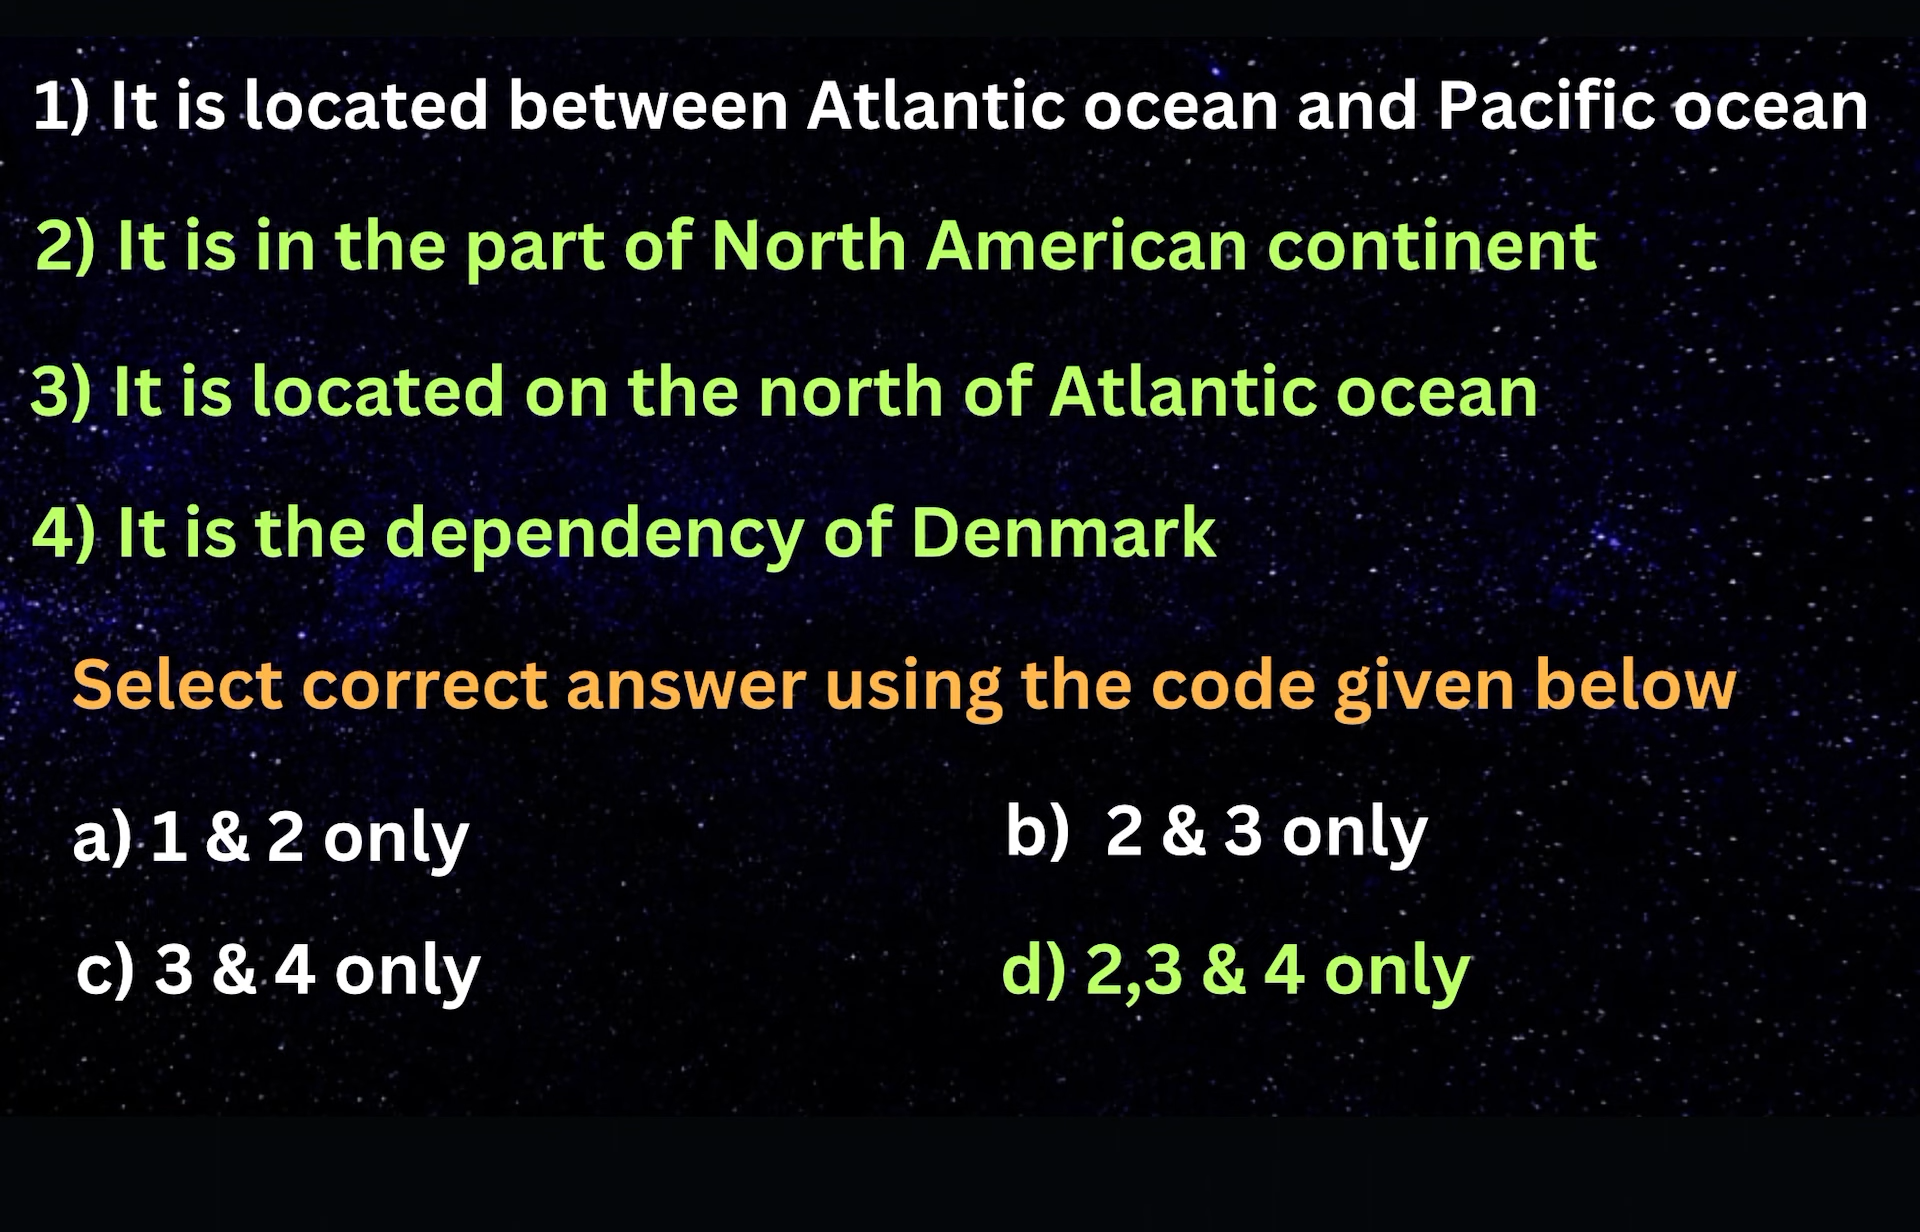 1) It is located between Atlantic ocean and Pacific ocean
2) It is in the part of North American continent
3) It is located on the north of Atlantic ocean
4) It is the dependency of Denmark
Select correct answer using the code given below
a) 1 & 2 only
b) 2 & 3 only
c) 3 & 4 only
d) 2,3 & 4 only